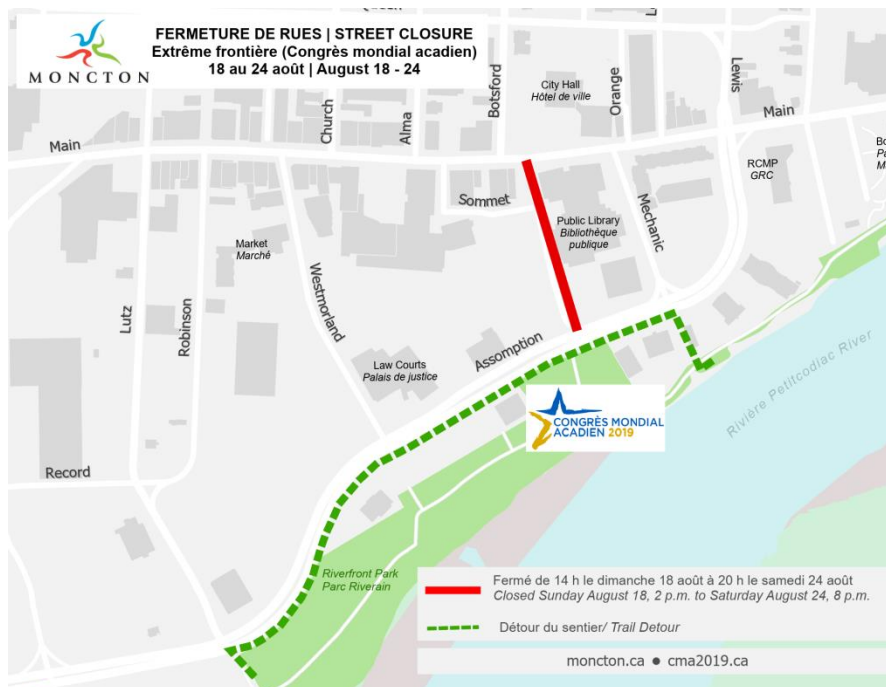 Queen
FERMETURE DE RUES | STREET CLOSURE
Extrême frontière (Congrès mondial acadien)
18 au 24 août | August 18 - 24
MONCTON
Church
Alma
Botsford
City Hall
Hôtel de ville
Orange
Lewis
Main
Main
Sommet
RCMP
GRC
Public Library
Bibliothèque
publique
Mechanic
Market
Marché
Westmorland
Lutz
Robinson
Law Courts
Palais de justice
Assomption
Rivière Petitcodiac River
CONGRÈS MONDIAL
ACADIEN 2019
Record
Riverfront Park
Parc Riverain
Fermé de 14 h le dimanche 18 août à 20 h le samedi 24 août
Closed Sunday August 18, 2 p.m. to Saturday August 24, 8 p.m.
Détour du sentier/ Trail Detour
moncton.ca • cma2019.ca